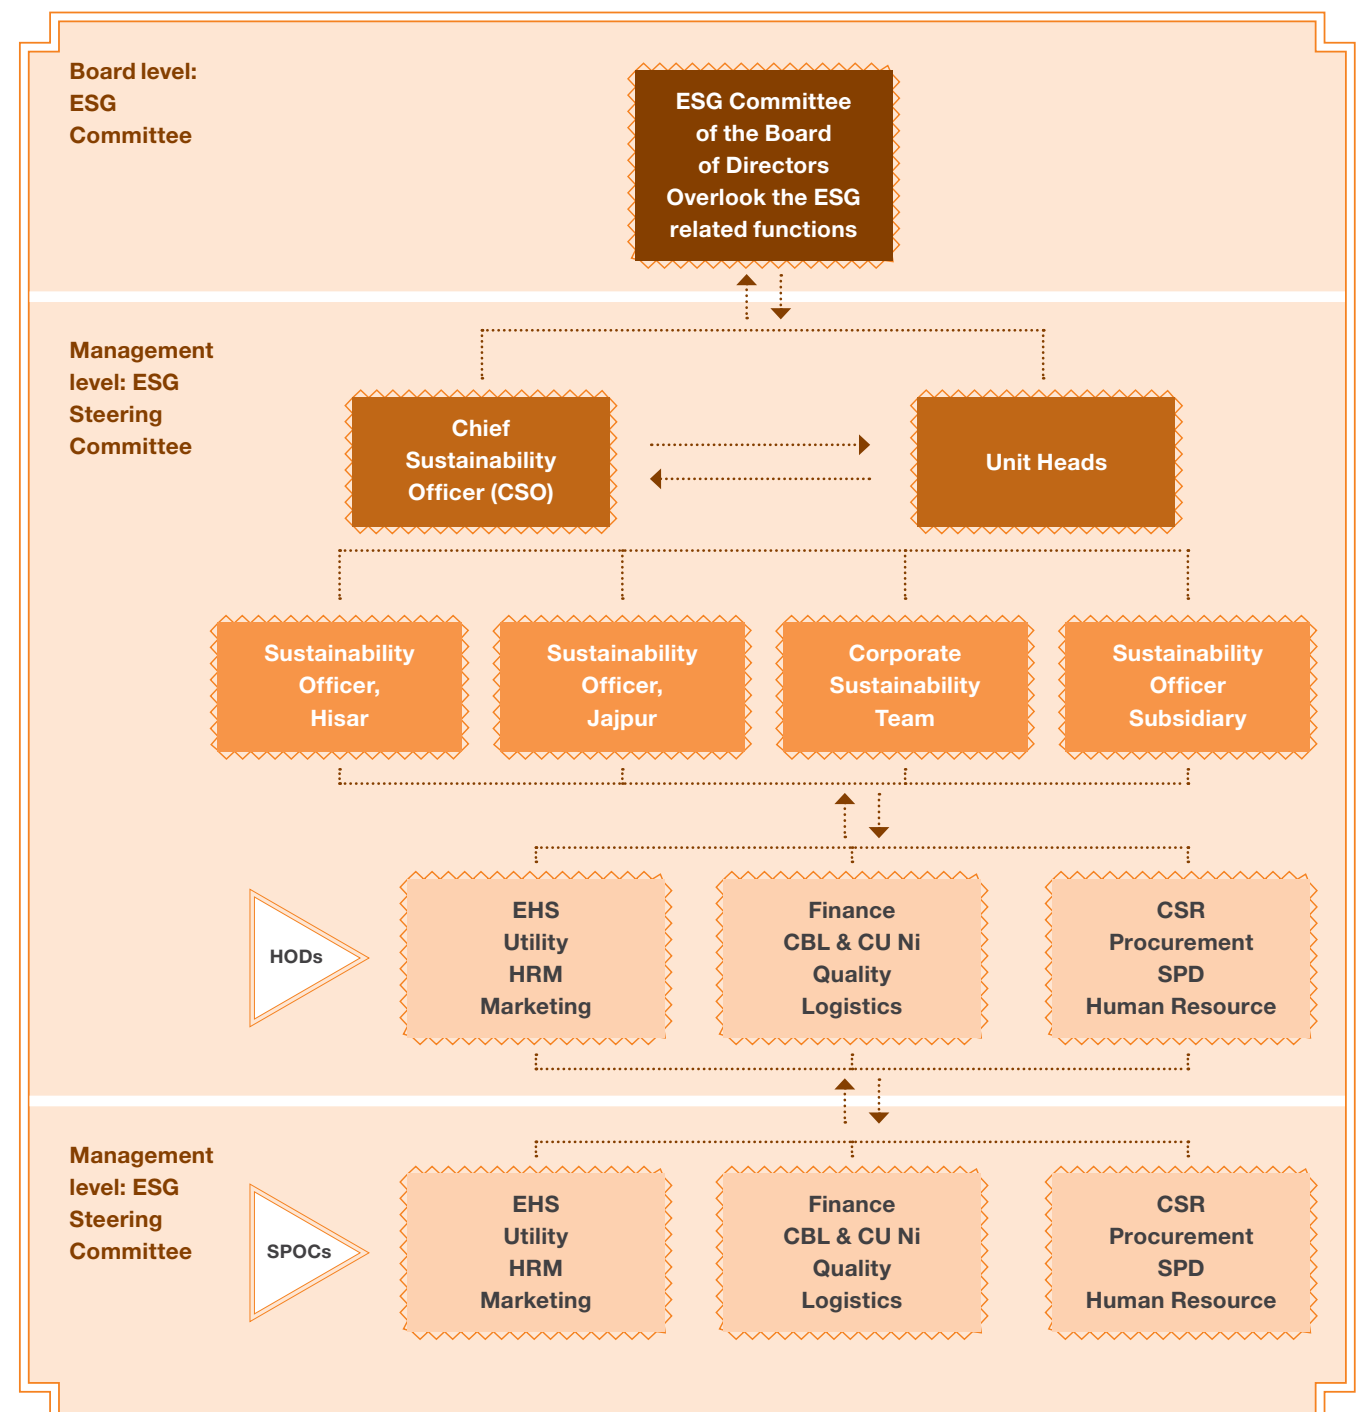 Board level:
ESG
Committee
ESG Committee
of the Board
of Directors
Overlook the ESG
related functions
Management
level: ESG
Steering
Committee
Chief
Sustainability
Officer (CSO)
Unit Heads
Sustainability
Officer,
Hisar
Sustainability
Officer,
Jajpur
Corporate
Sustainability
Team
Sustainability
Officer
Subsidiary
HODs
EHS
Utility
HRM
Marketing
Finance
CBL & CU Ni
Quality
Logistics
CSR
Procurement
SPD
Human Resource
Management
level: ESG
Steering
Committee
SPOCs
EHS
Utility
HRM
Marketing
Finance
CBL & CU Ni
Quality
Logistics
CSR
Procurement
SPD
Human Resource